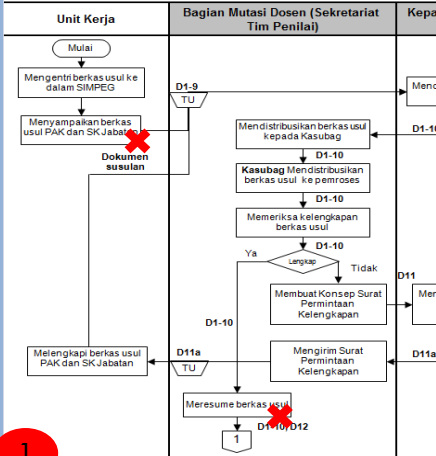 Unit Kerja
Bagian Mutasi Dosen (Sekretariat
Tim Penilai)
Kepa
Mulai
Mengentri berkas usul ke
dalam SIMPEG
D1-9
TU
Menc
Menyampaikan berkas
usul PAK dan SK Jabatan
Mendistribusikan berkas usul
kepada Kasubag
D1-10
Dokumen
susulan
D1-10
Kasubag Mendistribusikan
berkas usul ke pemroses
D1-10
Memeriksa kelengkapan
berkas usul
D1-10
Ya
Lengkap
Tidak
D11
Membuat Konsep Surat
Permintaan
Kelengkapan
Men
D1-10
Melengkapi berkas usul
PAK dan SK Jabatan
D11a
TU
Mengirim Surat
Permintaan
Kelengkapan
D11a
Meresume berkas usul
D1-10,D12
1
1